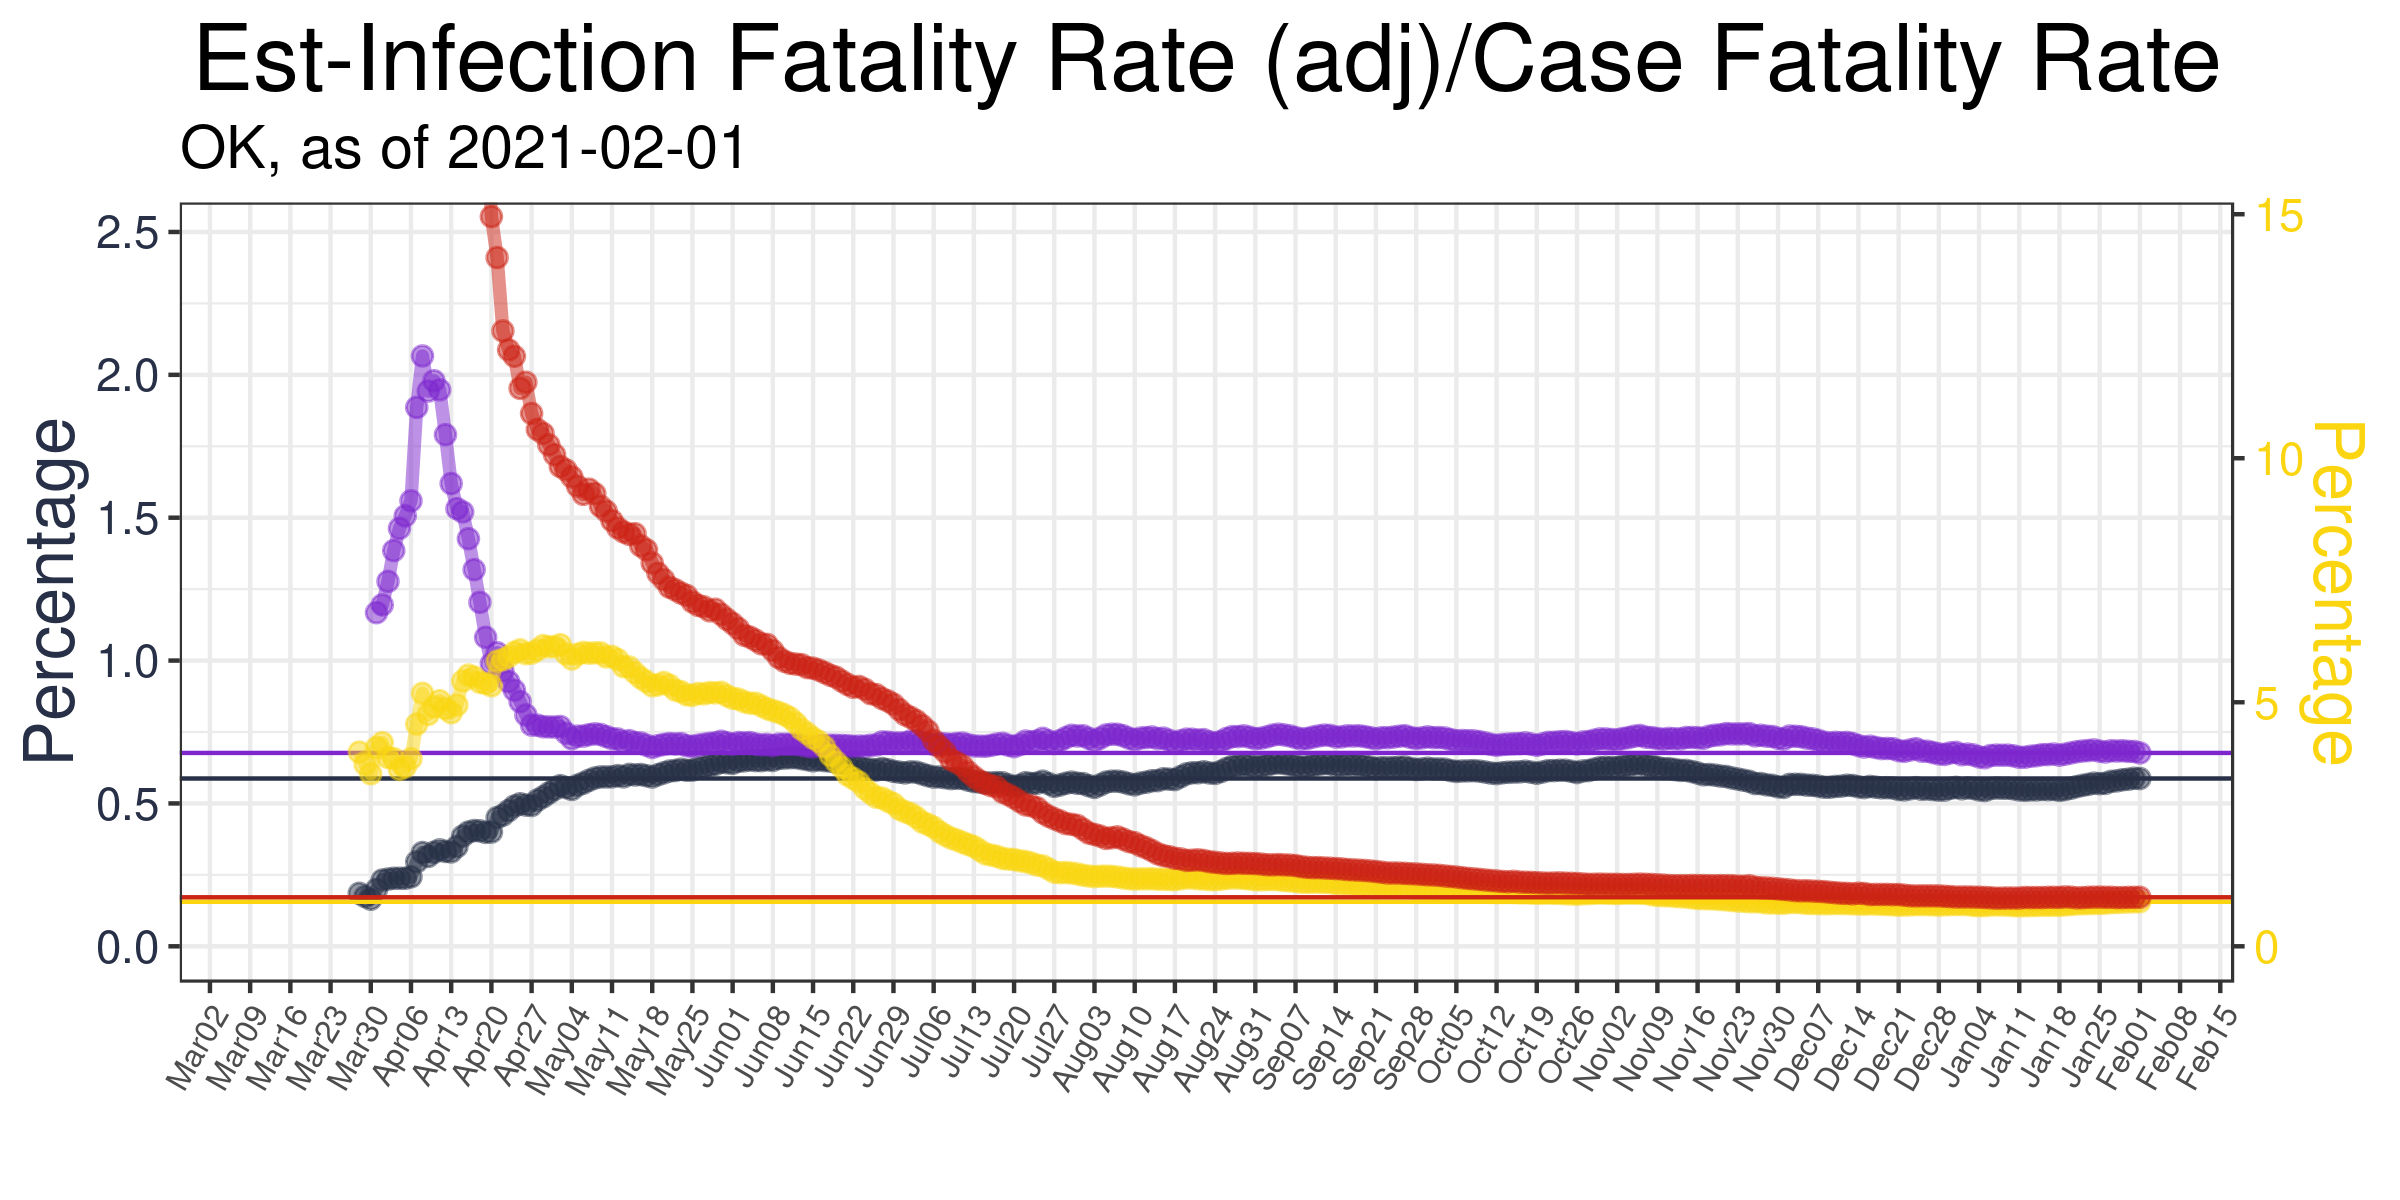 Est-Infection Fatality Rate (adj)/Case Fatality Rate
OK, as of 2021-02-01
Percentage
2.5
2.0
1.5
1.0
0.5
0.0
15
10
5
0
Percentage
Mar02 Mar09 Mar16 Mar23 Mar30 Apr06 Apr13 Apr20 Apr27 May04 May11 May18 May25 Jun01 Jun08 Jun15 Jun22 Jun29 Jul06 Jul13 Jul20 Jul27 Aug03 Aug10 Aug17 Aug24 Aug31 Sep07 Sep14 Sep21 Sep28 Oct05 Oct12 Oct19 Oct26 Nov02 Nov09 Nov16 Nov23 Nov30 Dec07 Dec14 Dec21 Dec28 Jan04 Jan11 Jan18 Jan25 Feb01 Feb08 Feb15